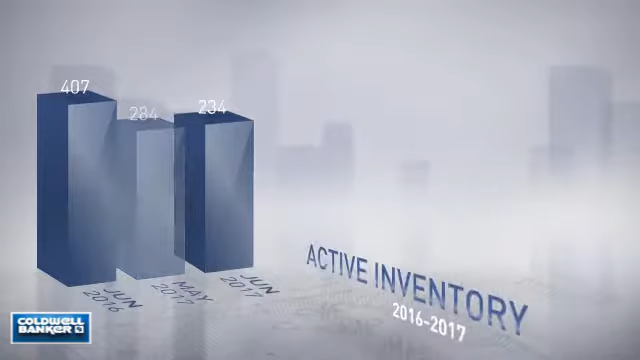 407
284
234
JUN
2016
MAY
2017
JUN
2017
ACTIVE INVENTORY
2016-2017
COLDWELL
BANKER